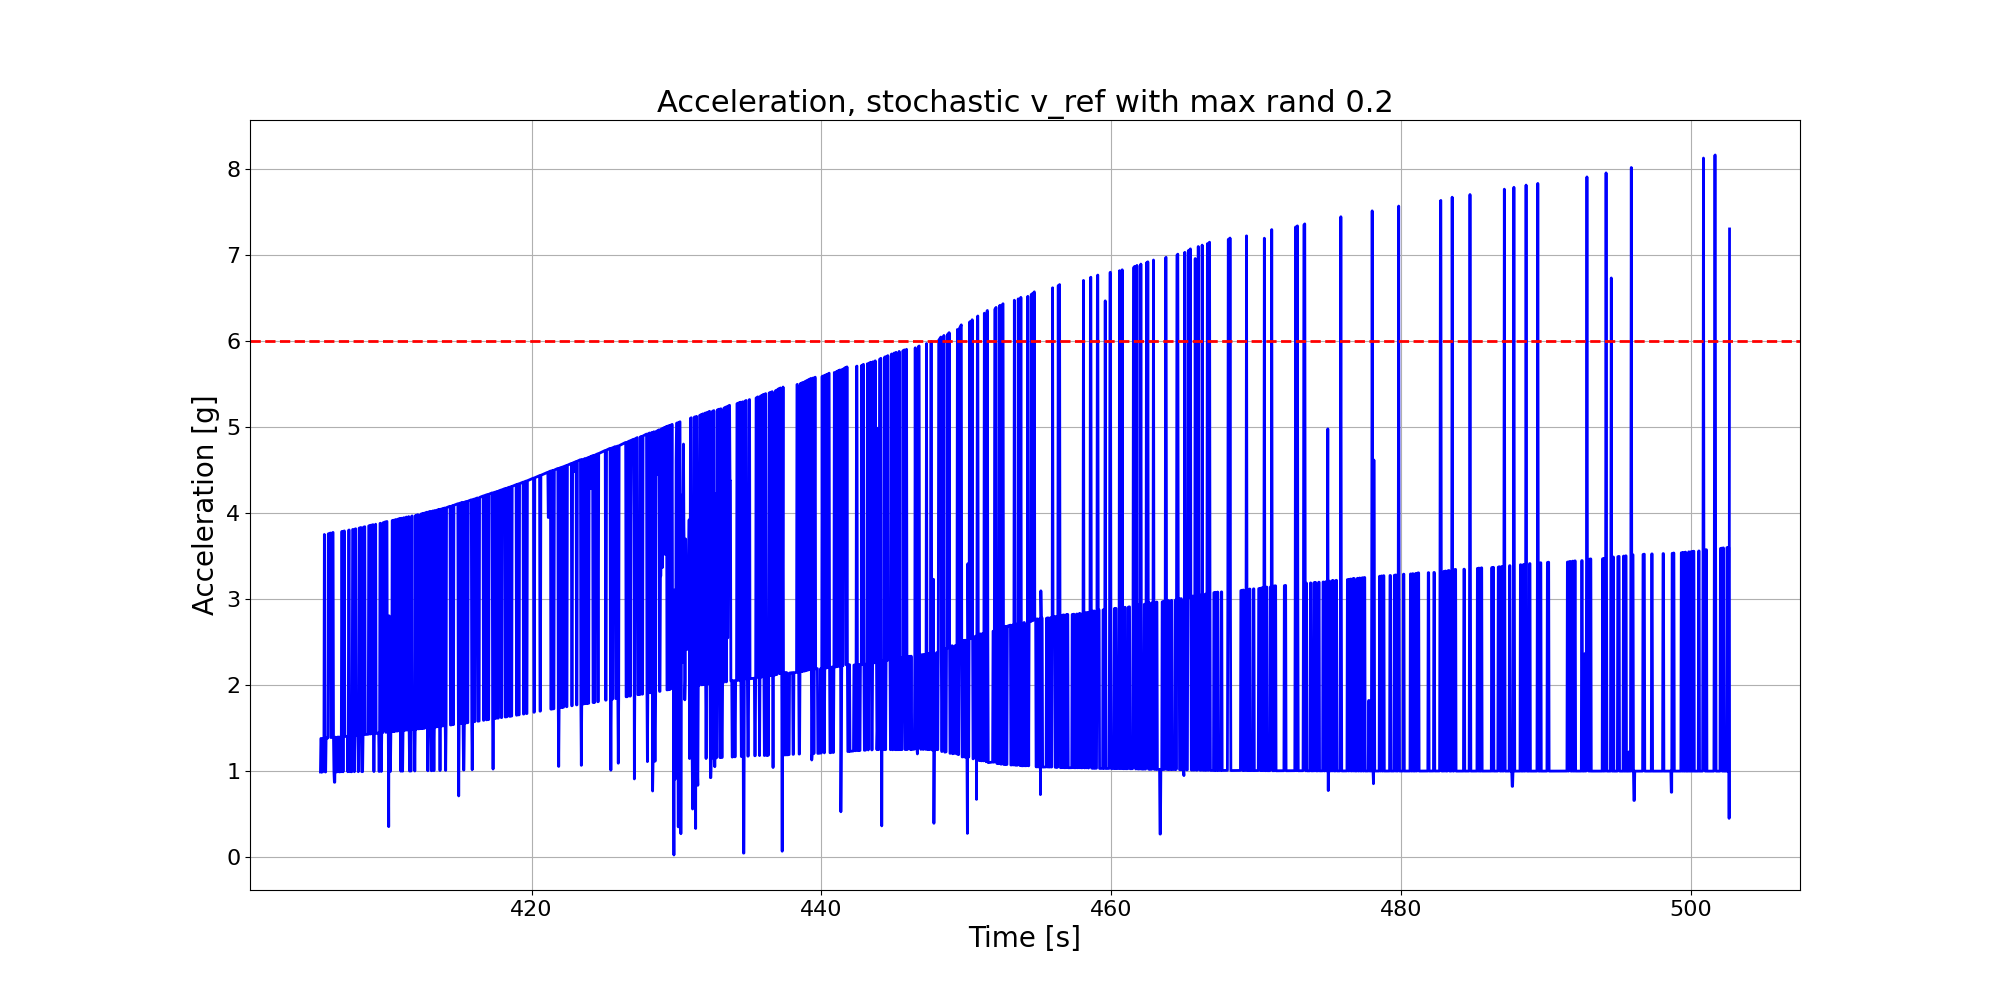 Acceleration, stochastic v_ref with max rand 0.2
8
7
6
5
4
3
2
1
0
Acceleration [g]
420 440 460 480 500
Time [s]